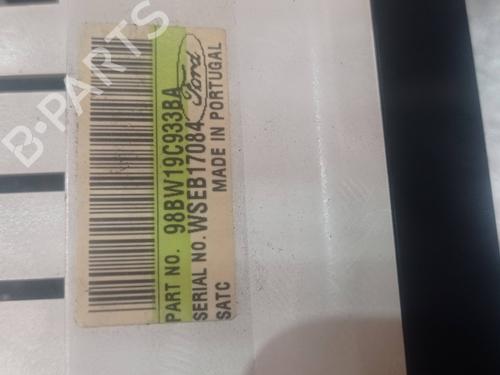 PART NO. 98BW19C933BA
SERIAL NO. WSEB17084
SATC MADE IN PORTUGAL
Ford
B-PARTS